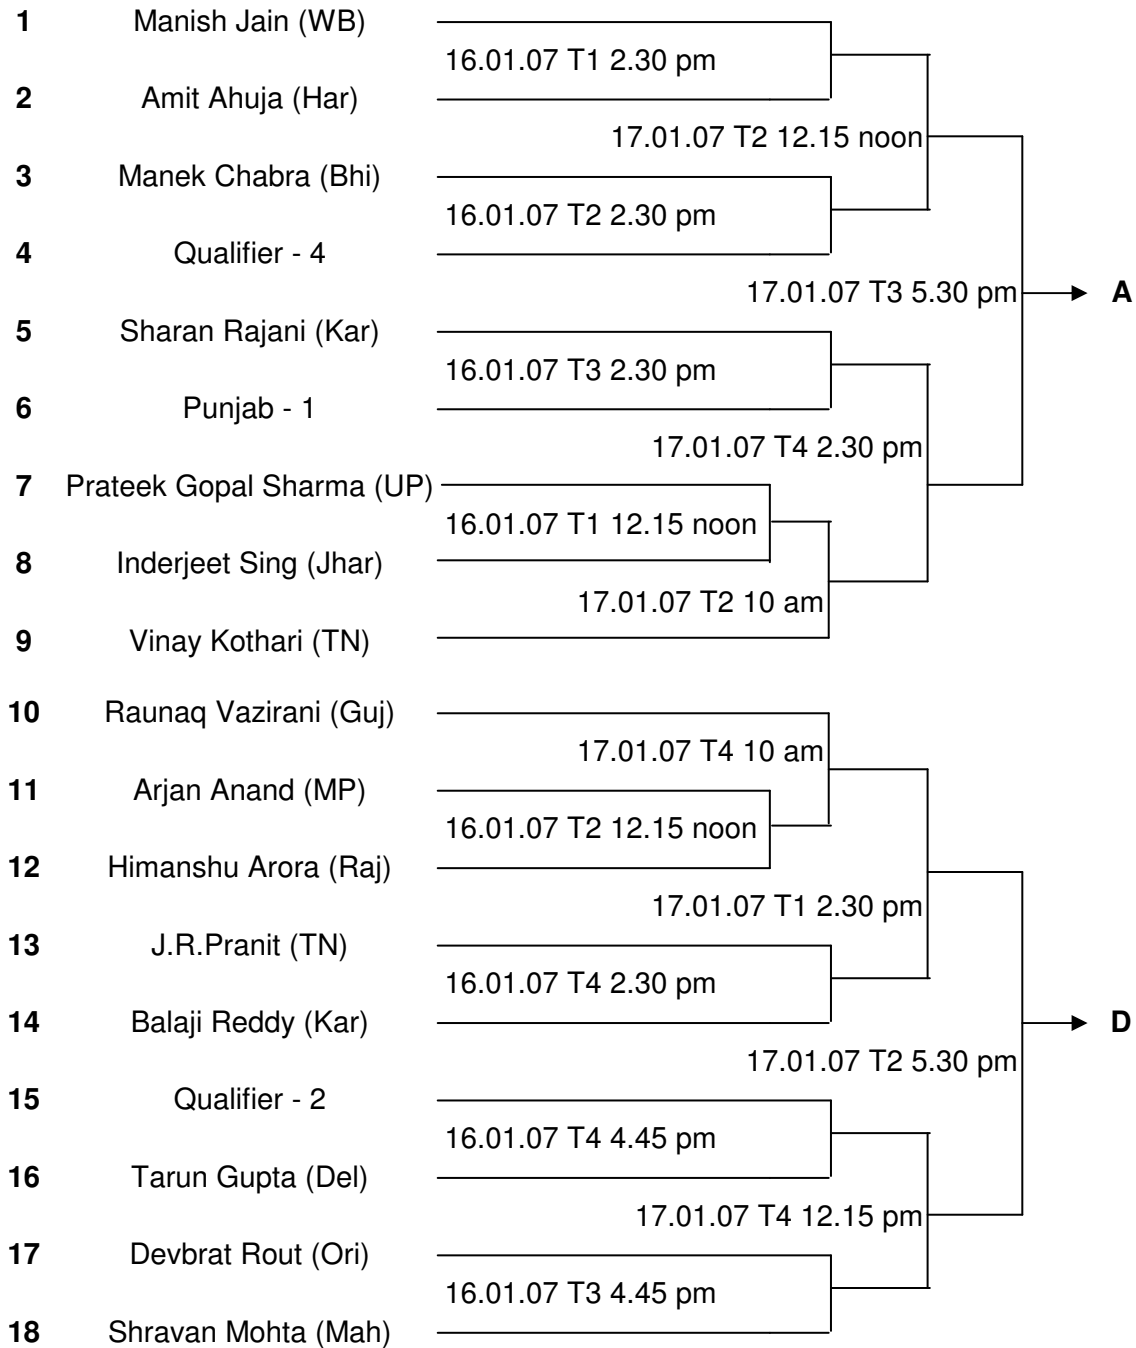 1 Manish Jain (WB)
16.01.07 T1 2.30 pm
2 Amit Ahuja (Har)
17.01.07 T2 12.15 noon
3 Manek Chabra (Bhi)
16.01.07 T2 2.30 pm
4 Qualifier - 4
17.01.07 T3 5.30 pm A
5 Sharan Rajani (Kar)
16.01.07 T3 2.30 pm
6 Punjab - 1
17.01.07 T4 2.30 pm
7 Prateek Gopal Sharma (UP)
16.01.07 T1 12.15 noon
8 Inderjeet Sing (Jhar)
17.01.07 T2 10 am
9 Vinay Kothari (TN)
10 Raunaq Vazirani (Guj)
17.01.07 T4 10 am
11 Arjan Anand (MP)
16.01.07 T2 12.15 noon
12 Himanshu Arora (Raj)
17.01.07 T1 2.30 pm
13 J.R.Pranit (TN)
16.01.07 T4 2.30 pm
14 Balaji Reddy (Kar) D
17.01.07 T2 5.30 pm
15 Qualifier - 2
16.01.07 T4 4.45 pm
16 Tarun Gupta (Del)
17.01.07 T4 12.15 pm
17 Devbrat Rout (Ori)
16.01.07 T3 4.45 pm
18 Shravan Mohta (Mah)